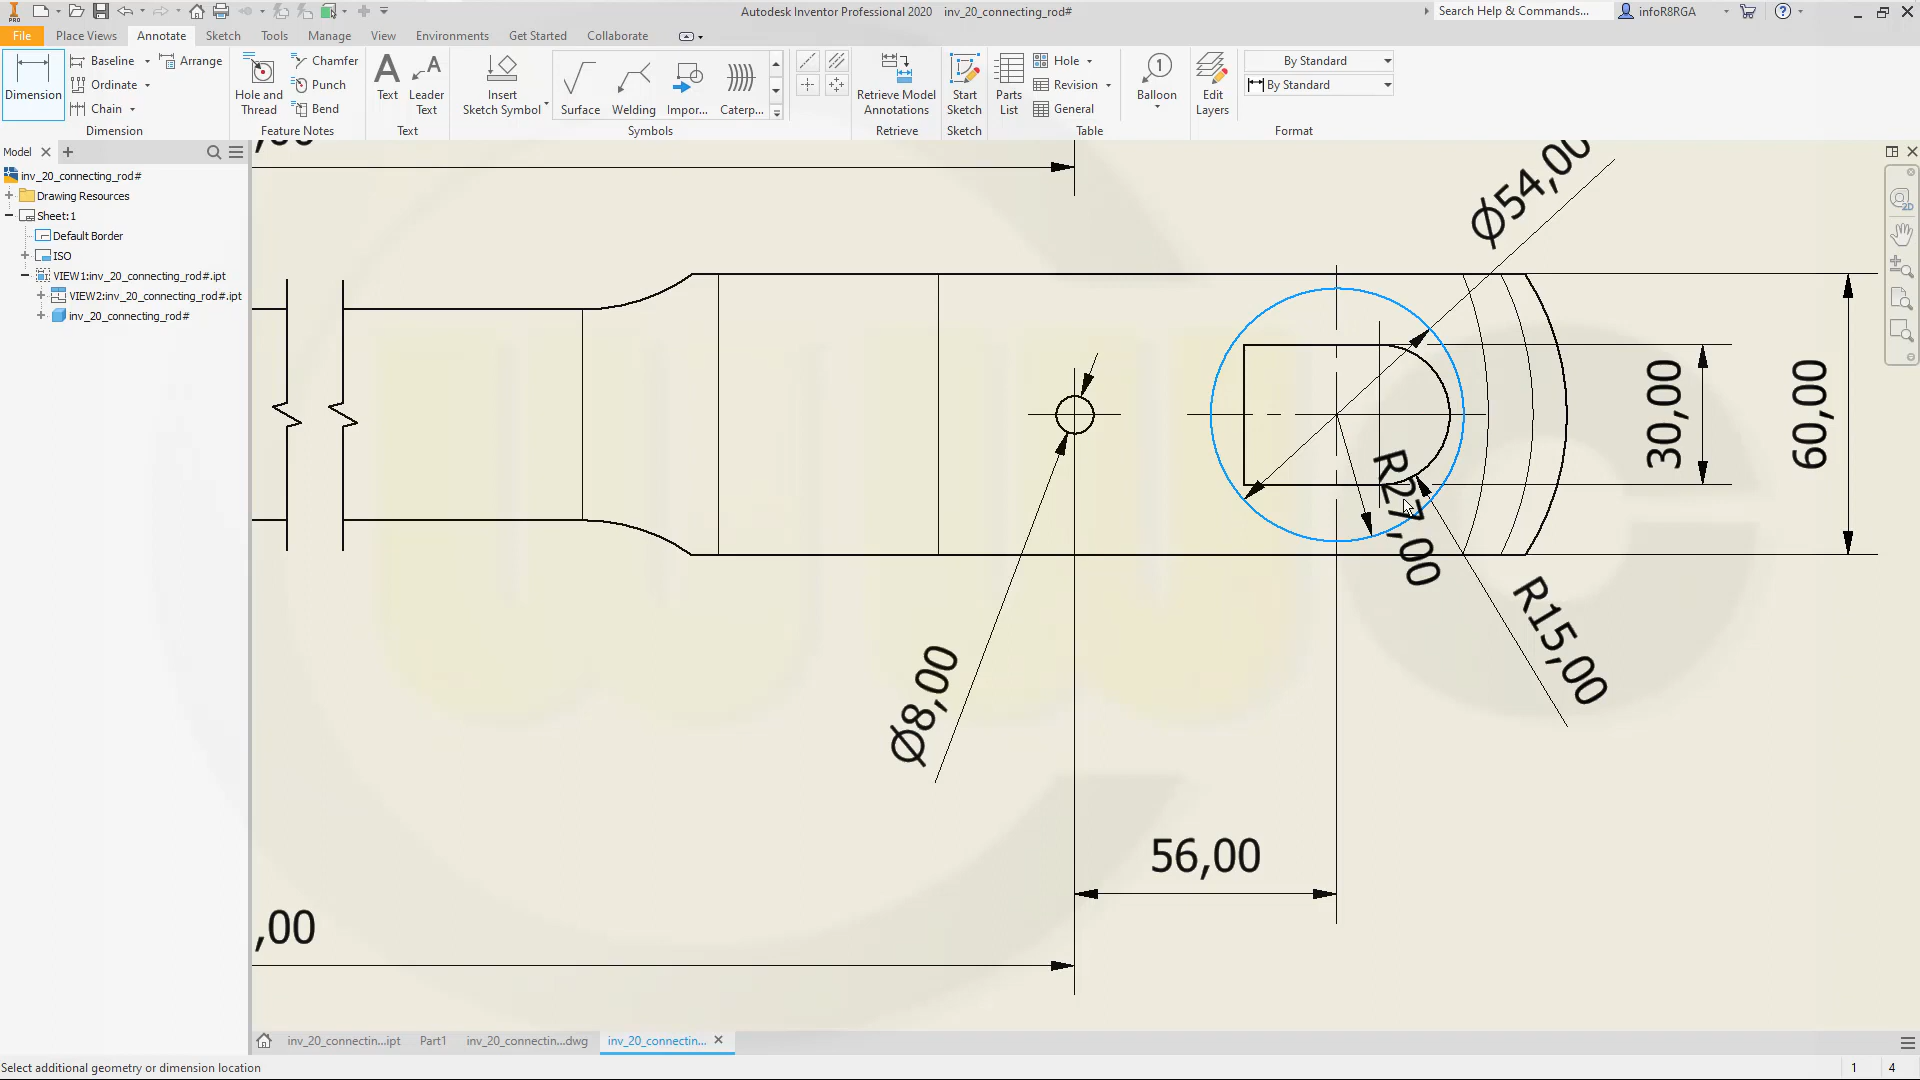 PRO
Autodesk Inventor Professional 2020 inv_20_connecting_rod#
Search Help & Commands...
infoR8RGA
File Place Views Annotate Sketch Tools Manage View Environments Get Started Collaborate
Dimension
Baseline
Ordinate
Chain
Arrange
Dimension
Hole and
Thread
Chamfer
Punch
Bend
Feature Notes
Text
Leader
Text
Text
Insert
Sketch Symbol
Surface
Welding
Impor...
Caterp...
Symbols
Retrieve Model
Annotations
Retrieve
Start
Sketch
Sketch
Parts
List
Hole
Revision
General
Table
Balloon
Edit
Layers
By Standard
By Standard
Format
Model
inv_20_connecting_rod#
Drawing Resources
Sheet:1
Default Border
ISO
VIEW1:inv_20_connecting_rod#.ipt
VIEW2:inv_20_connecting_rod#.ipt
inv_20_connecting_rod#
,00
Ø54,00
30,00
60,00
R27,00
R15,00
Ø8,00
56,00
,00
2D
inv_20_connectin...ipt
Part1
inv_20_connectin...dwg
inv_20_connectin...
Select additional geometry or dimension location
1 4